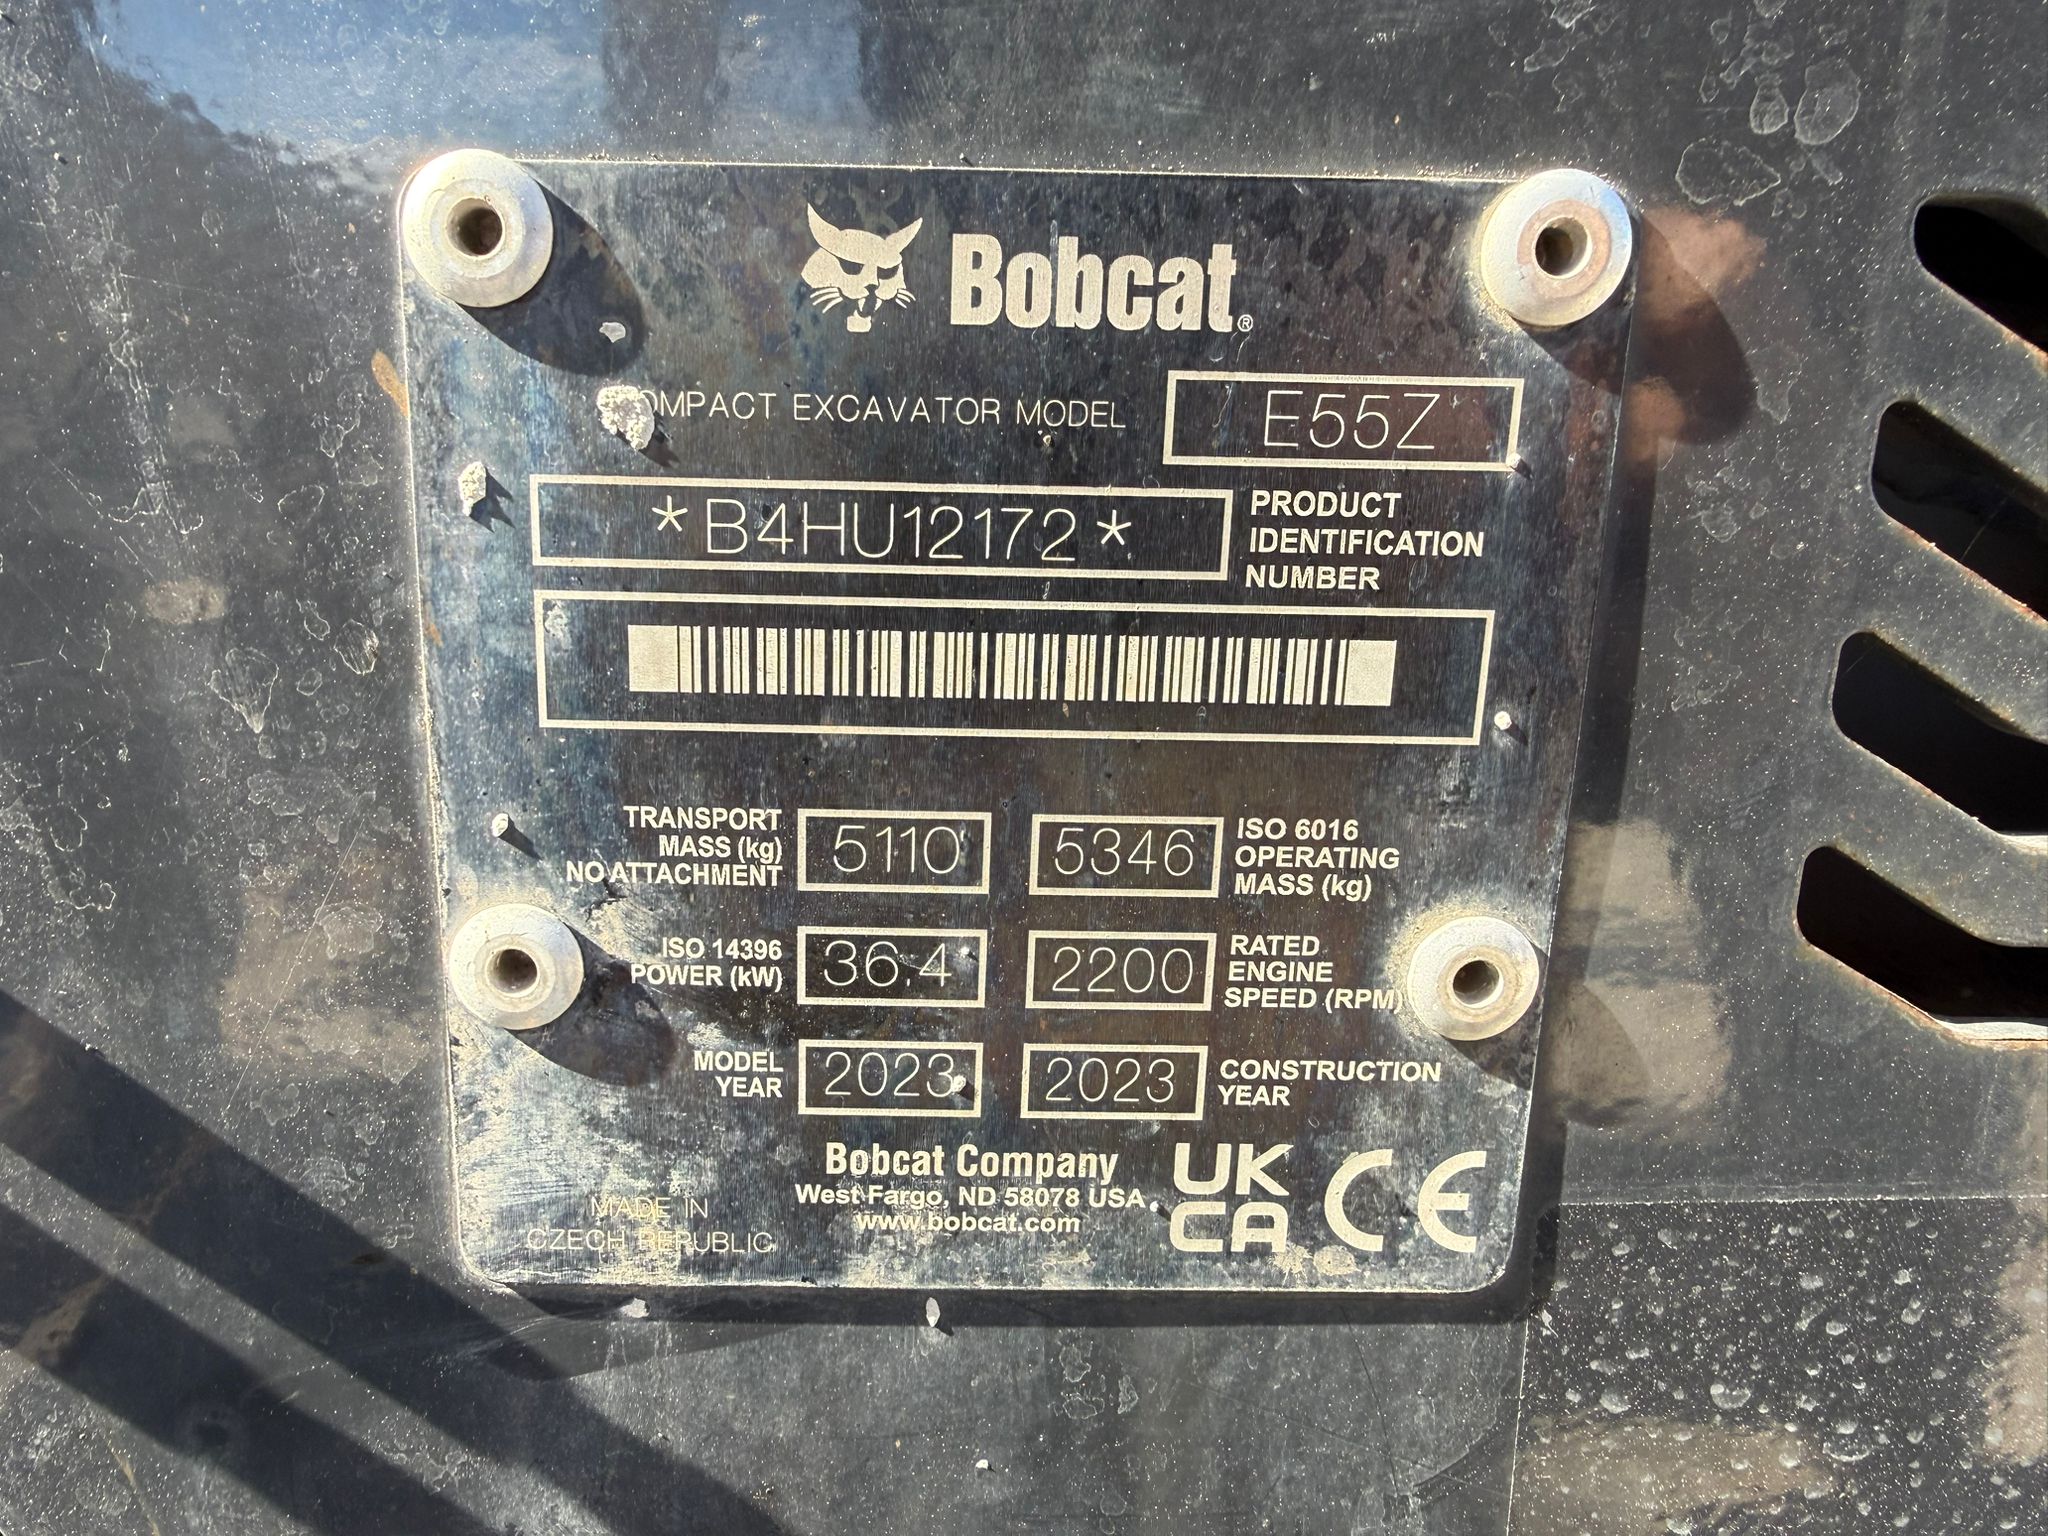 Bobcat®
COMPACT EXCAVATOR MODEL E55Z
*B4HU12172*
PRODUCT
IDENTIFICATION
NUMBER
TRANSPORT
MASS (kg)
NO ATTACHMENT
5110
5346
ISO 6016
OPERATING
MASS (kg)
ISO 14396
POWER (kW)
36.4
2200
RATED
ENGINE
SPEED (RPM)
MODEL
YEAR
2023
2023
CONSTRUCTION
YEAR
MADE IN
CZECH REPUBLIC
Bobcat Company
West Fargo, ND 58078 USA
www.bobcat.com
UK
CA
CE